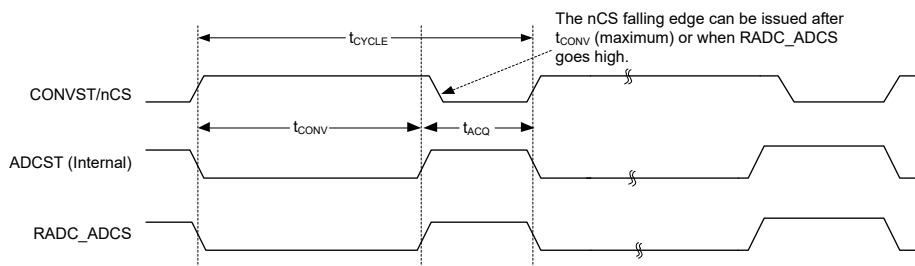 The nCS falling edge can be issued after
tCONV (maximum) or when RADC_ADCS
goes high.
tCYCLE
CONVST/nCS
tCONV
tACQ
ADCST (Internal)
RADC_ADCS